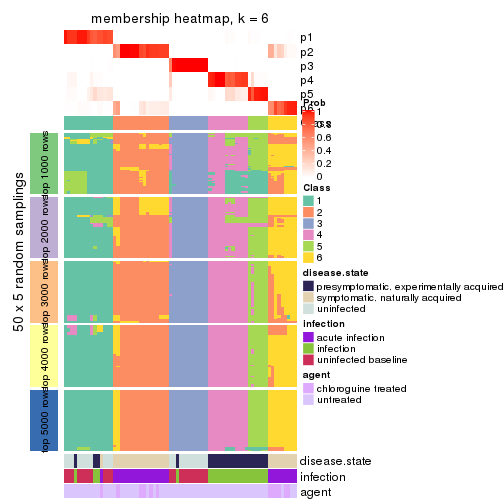 membership heatmap, k = 6
p1
p2
p3
p4
p5
Prob
1
0.8
0.6
0.4
0.2
0
Class
1
2
3
4
5
6
disease.state
presymptomatic. experimentally acquired
symptomatic. naturally acquired
uninfected
infection
acute infection
infection
uninfected baseline
agent
chloroguine treated
untreated
50 x 5 random samplings
top 1000 rows
top 2000 rows
top 3000 rows
top 4000 rows
top 5000 rows
disease.state
infection
agent